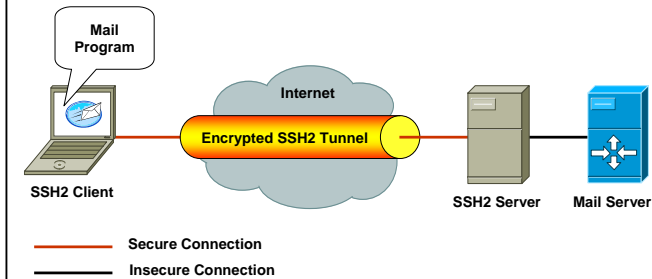 Mail
Program
Internet
Encrypted SSH2 Tunnel
SSH2 Client
SSH2 Server
Mail Server
Secure Connection
Insecure Connection